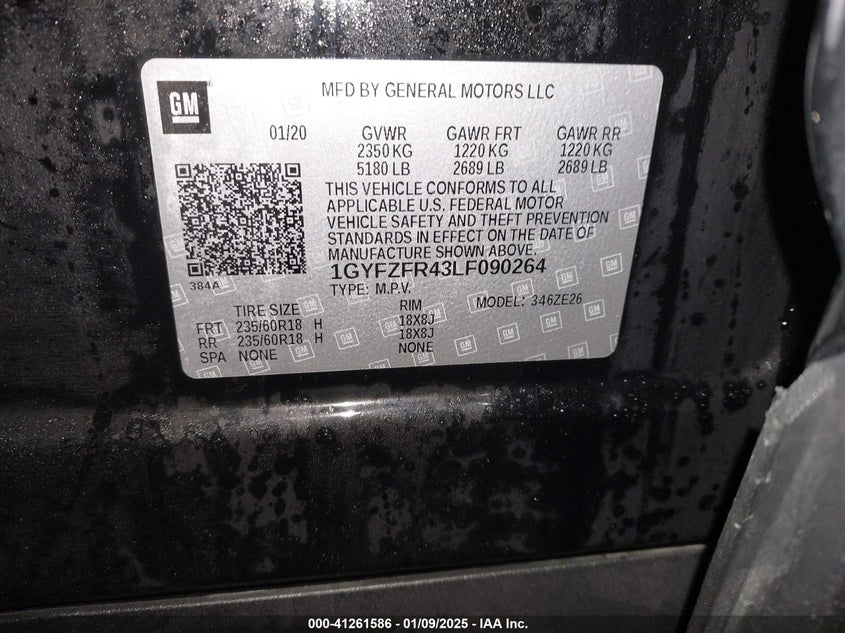 GM
MFD BY GENERAL MOTORS LLC
01/20 GVWR GAWR FRT GAWR RR
2350 KG 1220 KG 1220 KG
5180 LB 2689 LB 2689 LB
THIS VEHICLE CONFORMS TO ALL
APPLICABLE U.S. FEDERAL MOTOR
VEHICLE SAFETY AND THEFT PREVENTION
STANDARDS IN EFFECT ON THE DATE OF
MANUFACTURE SHOWN ABOVE.
384A
1GYFZFR43LF090264
TYPE: M.P.V. MODEL: 346ZE26
TIRE SIZE RIM
FRT 235/60R18 H 18X8J
RR 235/60R18 H 18X8J
SPA NONE NONE
000-41261586 - 01/09/2025 - IAA Inc.